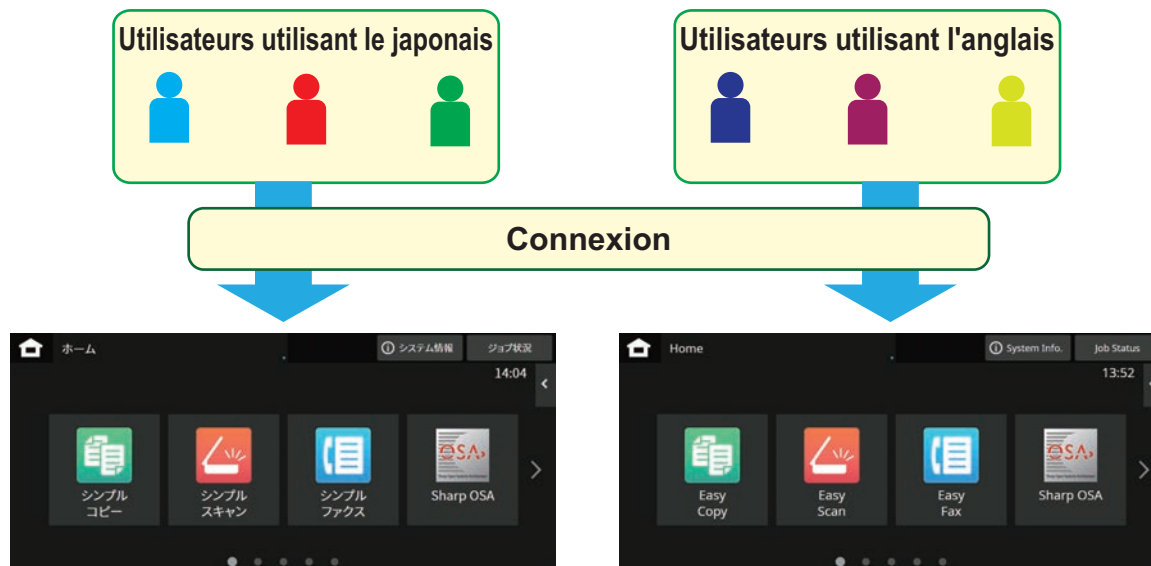 Utilisateurs utilisant le japonais
Utilisateurs utilisant l'anglais
Connexion
ホーム
システム情報
ジョブ状況
14:04
シンプル
コピー
シンプル
スキャン
シンプル
ファクス
OSA
Sharp OSA
Home
System Info.
Job Status
13:52
Easy
Copy
Easy
Scan
Easy
Fax
OSA
Sharp OSA